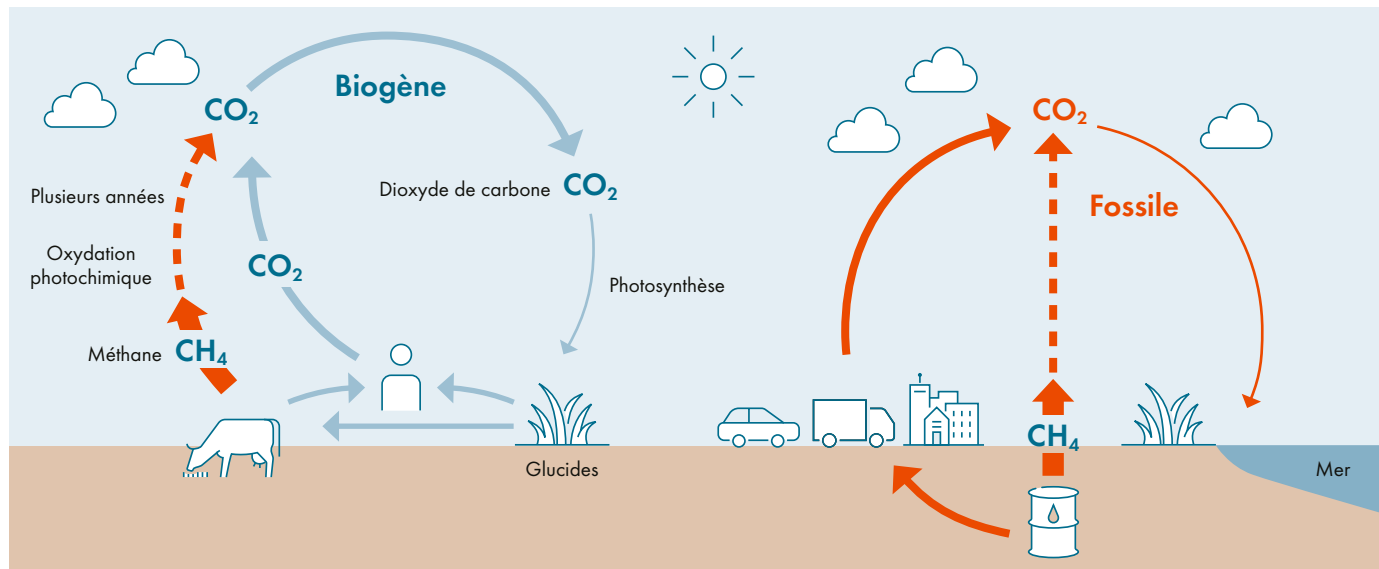 Biogène
CO₂
CO₂
Dioxyde de carbone
CO₂
Plusieurs années
Oxydation
photochimique
Fossile
CO₂
Photosynthèse
Méthane
CH₄
CH₄
Glucides
Mer